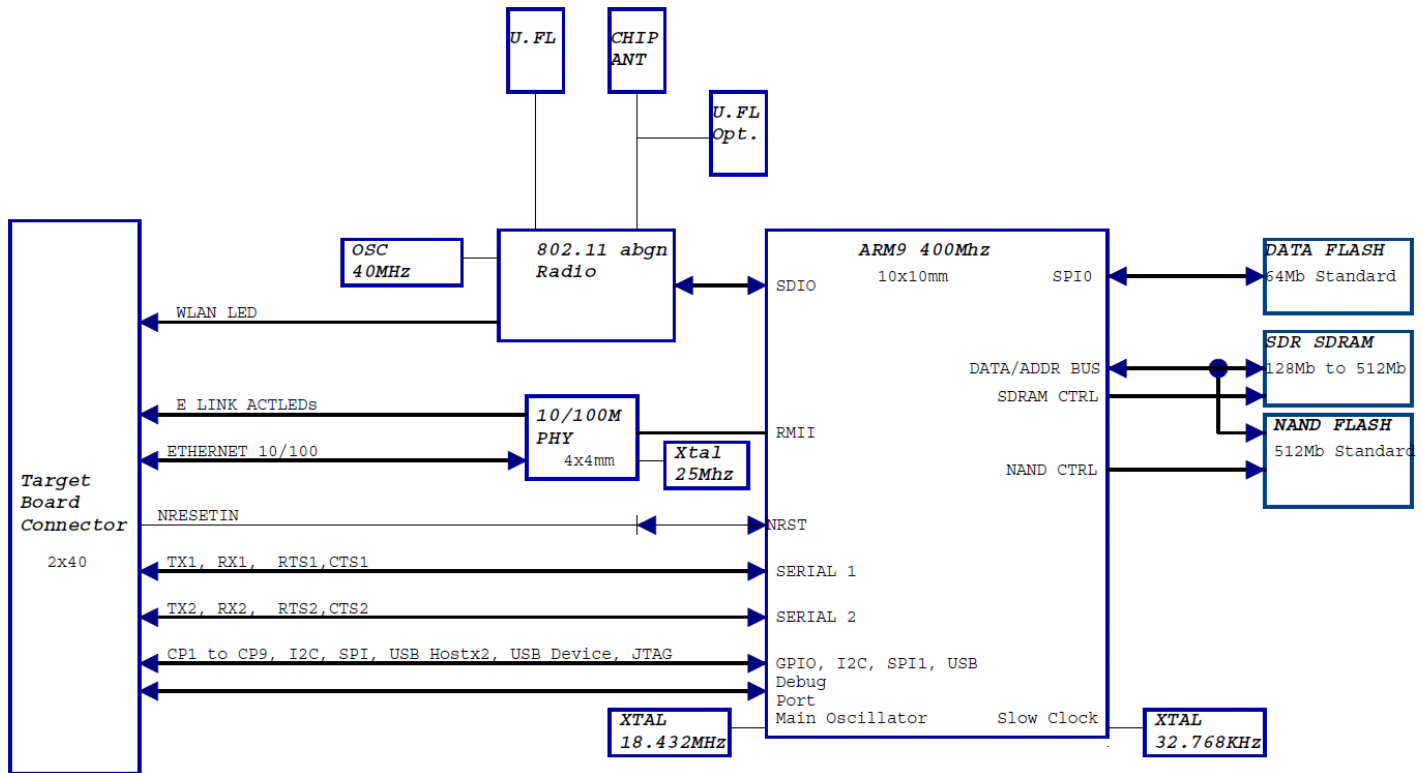 U.FL
CHIP
ANT
U.FL
Opt.
OSC
40MHz
802.11 abgn
Radio
WLAN LED
ARM9 400Mhz
10x10mm
SDIO
SPI0
DATA FLASH
64Mb Standard
DATA/ADDR BUS
SDRAM CTRL
SDR SDRAM
128Mb to 512Mb
NAND CTRL
NAND FLASH
512Mb Standard
E LINK ACTLEDs
ETHERNET 10/100
10/100M
PHY
4x4mm
RMII
Xtal
25Mhz
Target
Board
Connector
2x40
NRESETIN
NRST
TX1, RX1, RTS1,CTS1
SERIAL 1
TX2, RX2, RTS2,CTS2
SERIAL 2
CP1 to CP9, I2C, SPI, USB Hostx2, USB Device, JTAG
GPIO, I2C, SPI1, USB
Debug
Port
Main Oscillator
Slow Clock
XTAL
18.432MHz
XTAL
32.768KHz